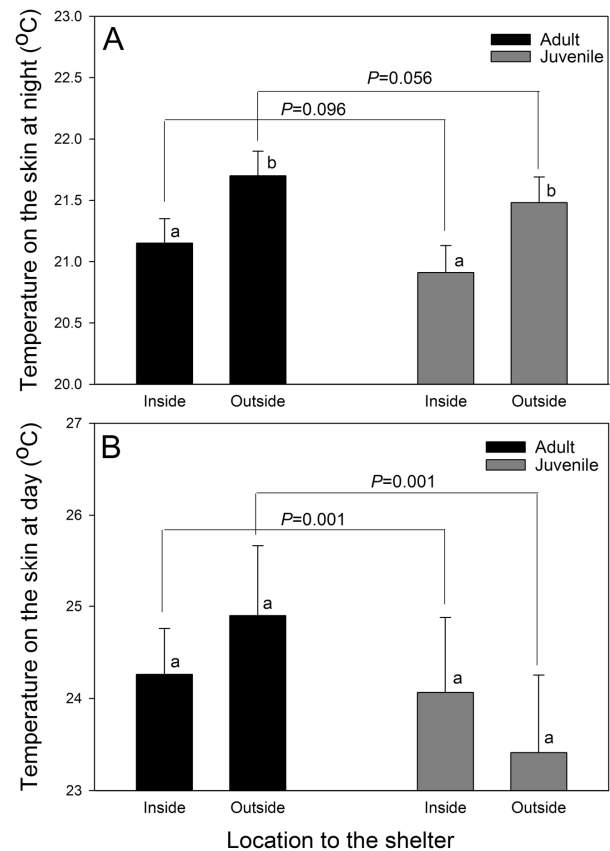 A
Adult
Juvenile
P=0.056
P=0.096
Temperature on the skin at night (°C)
23.0
22.5
22.0
21.5
21.0
20.5
20.0
a
b
a
b
Inside
Outside
Inside
Outside
B
Adult
Juvenile
P=0.001
P=0.001
Temperature on the skin at day (°C)
27
26
25
24
23
a
a
a
a
Inside
Outside
Inside
Outside
Location to the shelter